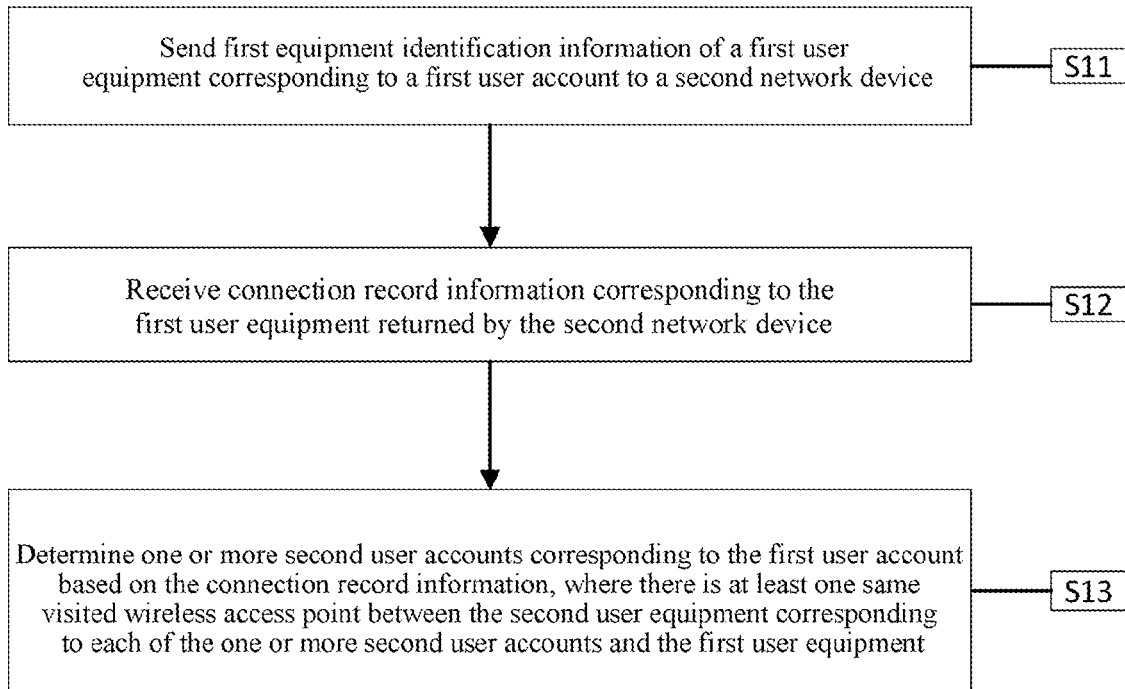 Send first equipment identification information of a first user
equipment corresponding to a first user account to a second network device
S11
Receive connection record information corresponding to the
first user equipment returned by the second network device
S12
Determine one or more second user accounts corresponding to the first user account
based on the connection record information, where there is at least one same
visited wireless access point between the second user equipment corresponding
to each of the one or more second user accounts and the first user equipment
S13